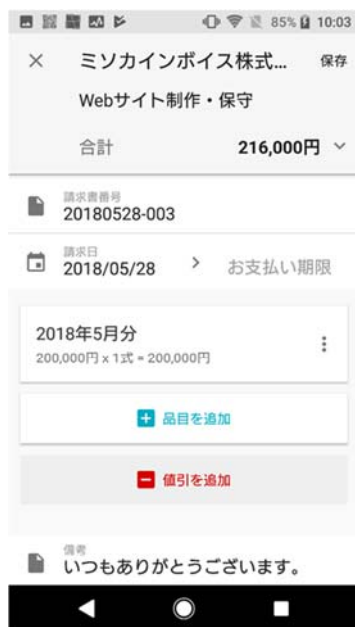 85% 10:03
ミソカインボイス株式... 保存
Webサイト制作・保守
合計 216,000円
請求書番号
20180528-003
請求日
2018/05/28 お支払い期限
2018年5月分
200,000円 x 1式 = 200,000円
品目を追加
値引を追加
備考
いつもありがとうございます。